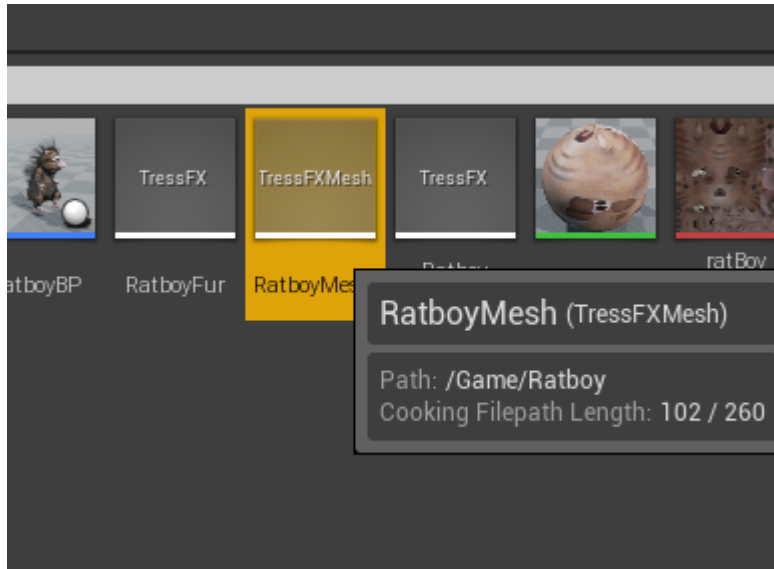 TressFX
TressFXMesh
TressFX
atboyBP
RatboyFur
RatboyMes
ratBoy
RatboyMesh (TressFXMesh)
Path: /Game/Ratboy
Cooking Filepath Length: 102 / 260